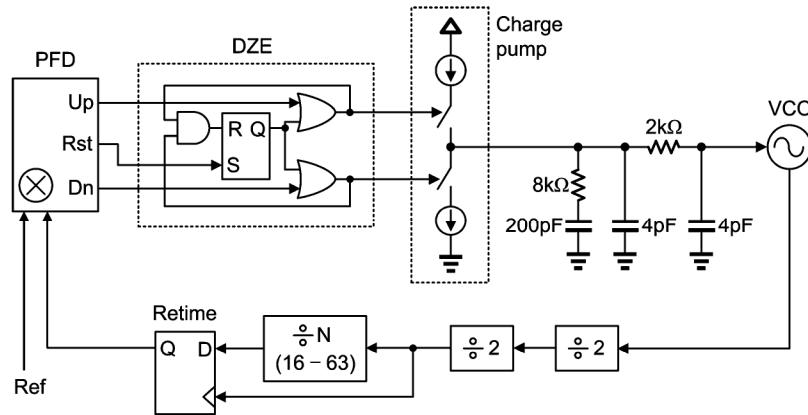 PFD
DZE
Charge
pump
VCO
Up
Rst
Dn
R Q
S
2kΩ
8kΩ
200pF
4pF
4pF
Retime
Q D
÷ N
(16 – 63)
÷ 2
÷ 2
Ref